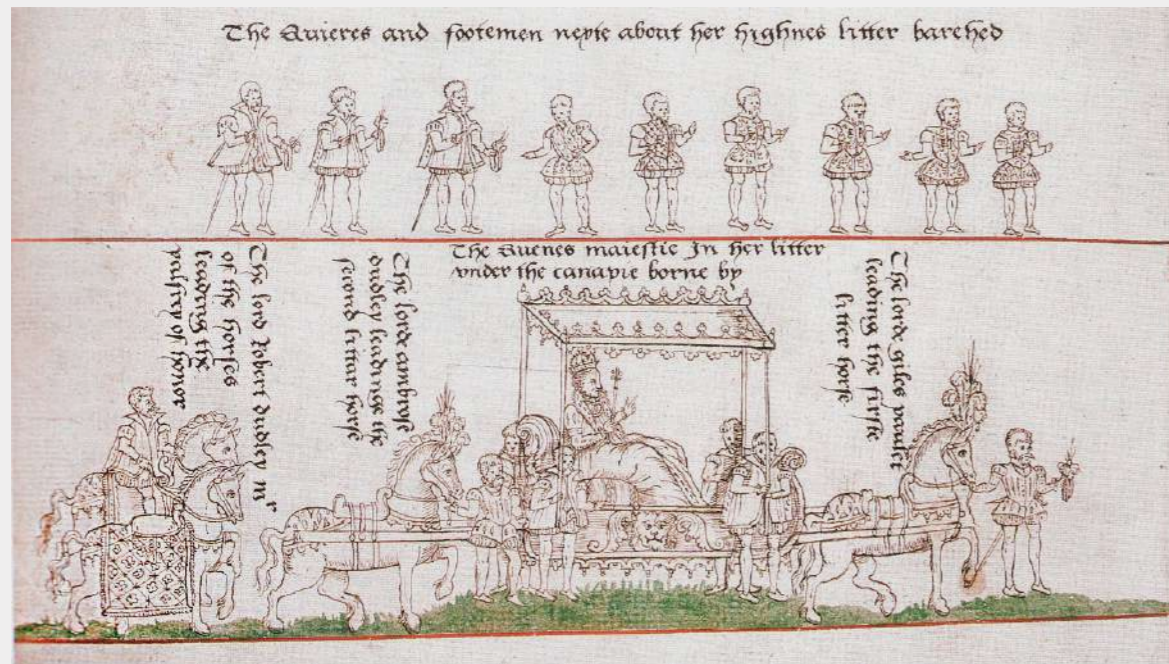 The Quieres and footemen nexte about her highnes litter barehed
The lord Robert dudley mr
of the horses
leading the
palfrey of honor
The lorde ambrose
dudley leadinge the
second littar horse
The Quenes maiestie In her litter
vnder the canapie borne by
The lorde giles paulet
leading the firste
litter horse